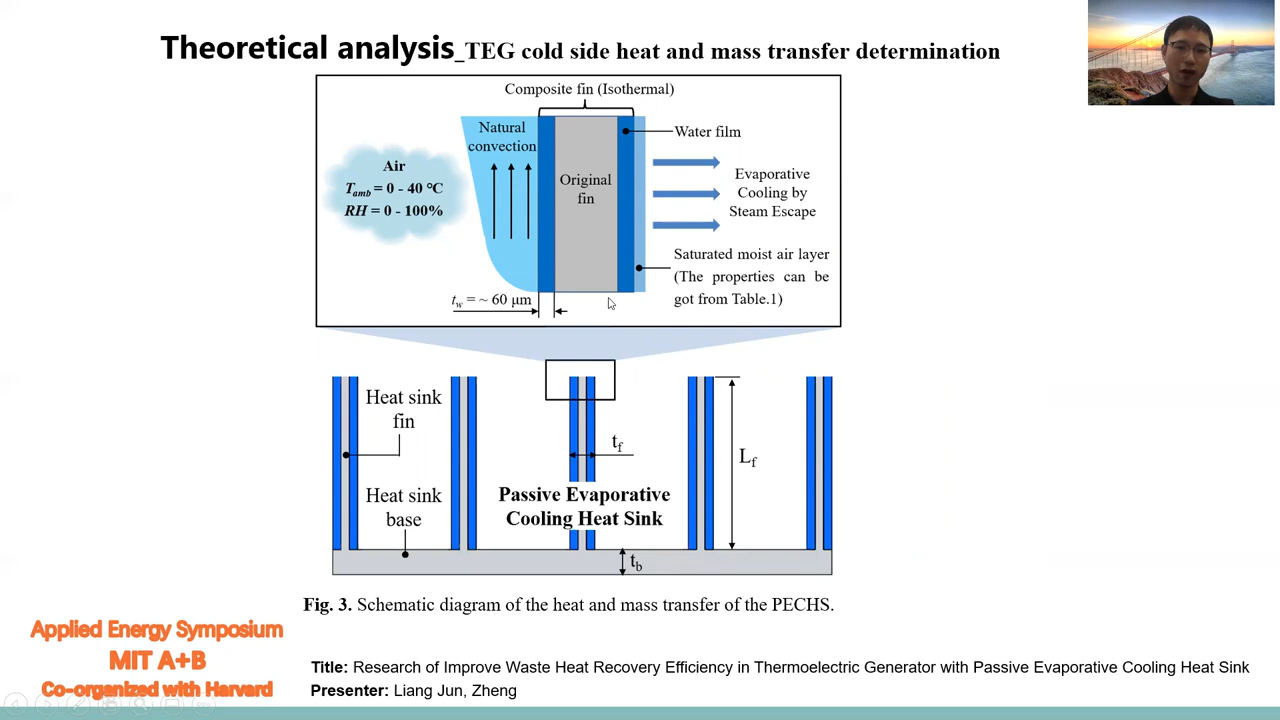 Theoretical analysis_TEG cold side heat and mass transfer determination
Composite fin (Isothermal)
Natural
convection
Water film
Air
Tamb = 0 - 40 ℃
RH = 0 - 100%
Original
fin
Evaporative
Cooling by
Steam Escape
Saturated moist air layer
(The properties can be
got from Table.1)
tw = ~ 60 μm
Heat sink
fin
tf
Lf
Heat sink
base
Passive Evaporative
Cooling Heat Sink
tb
Fig. 3. Schematic diagram of the heat and mass transfer of the PECHS.
Applied Energy Symposium
MIT A+B
Co-organized with Harvard
Title: Research of Improve Waste Heat Recovery Efficiency in Thermoelectric Generator with Passive Evaporative Cooling Heat Sink
Presenter: Liang Jun, Zheng